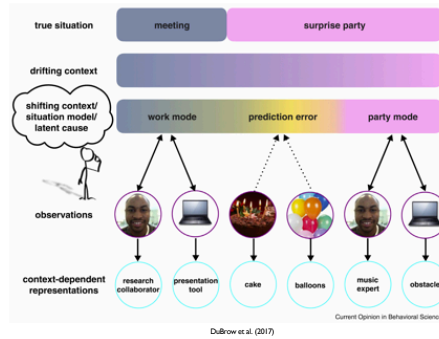 true situation
meeting
surprise party
drifting context
shifting context/
situation model/
latent cause
work mode
prediction error
party mode
observations
context-dependent
representations
research
collaborator
presentation
tool
cake
balloons
music
expert
obstacle
Current Opinion in Behavioral Science
DuBrow et al. (2017)